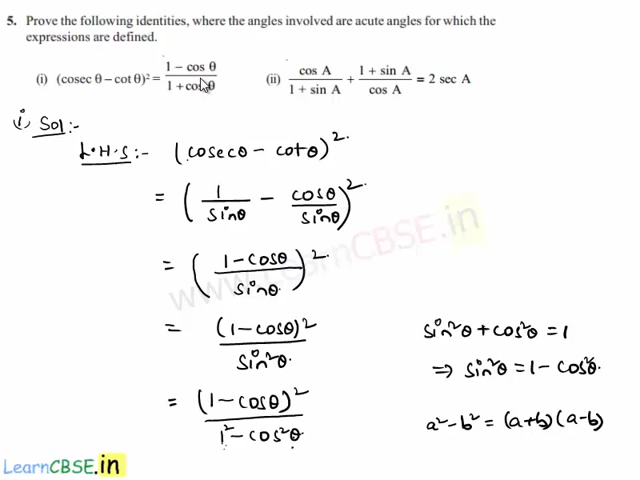 5. Prove the following identities, where the angles involved are acute angles for which the
expressions are defined.
(i) (cosec θ – cot θ)² = (1 – cos θ)/(1 + cos θ) (ii) cos A/(1 + sin A) + (1 + sin A)/cos A = 2 sec A
i) Sol:-
L.H.S:- (cosecθ – cotθ)²
= (1/sinθ – cosθ/sinθ)²
= ((1 – cosθ)/sinθ)²
= (1 – cosθ)²/sin²θ
sin²θ + cos²θ = 1
⇒ sin²θ = 1 – cos²θ
= (1 – cosθ)²/(1² – cos²θ)
a² – b² = (a+b)(a–b)
www.LearnCBSE.in
LearnCBSE.in